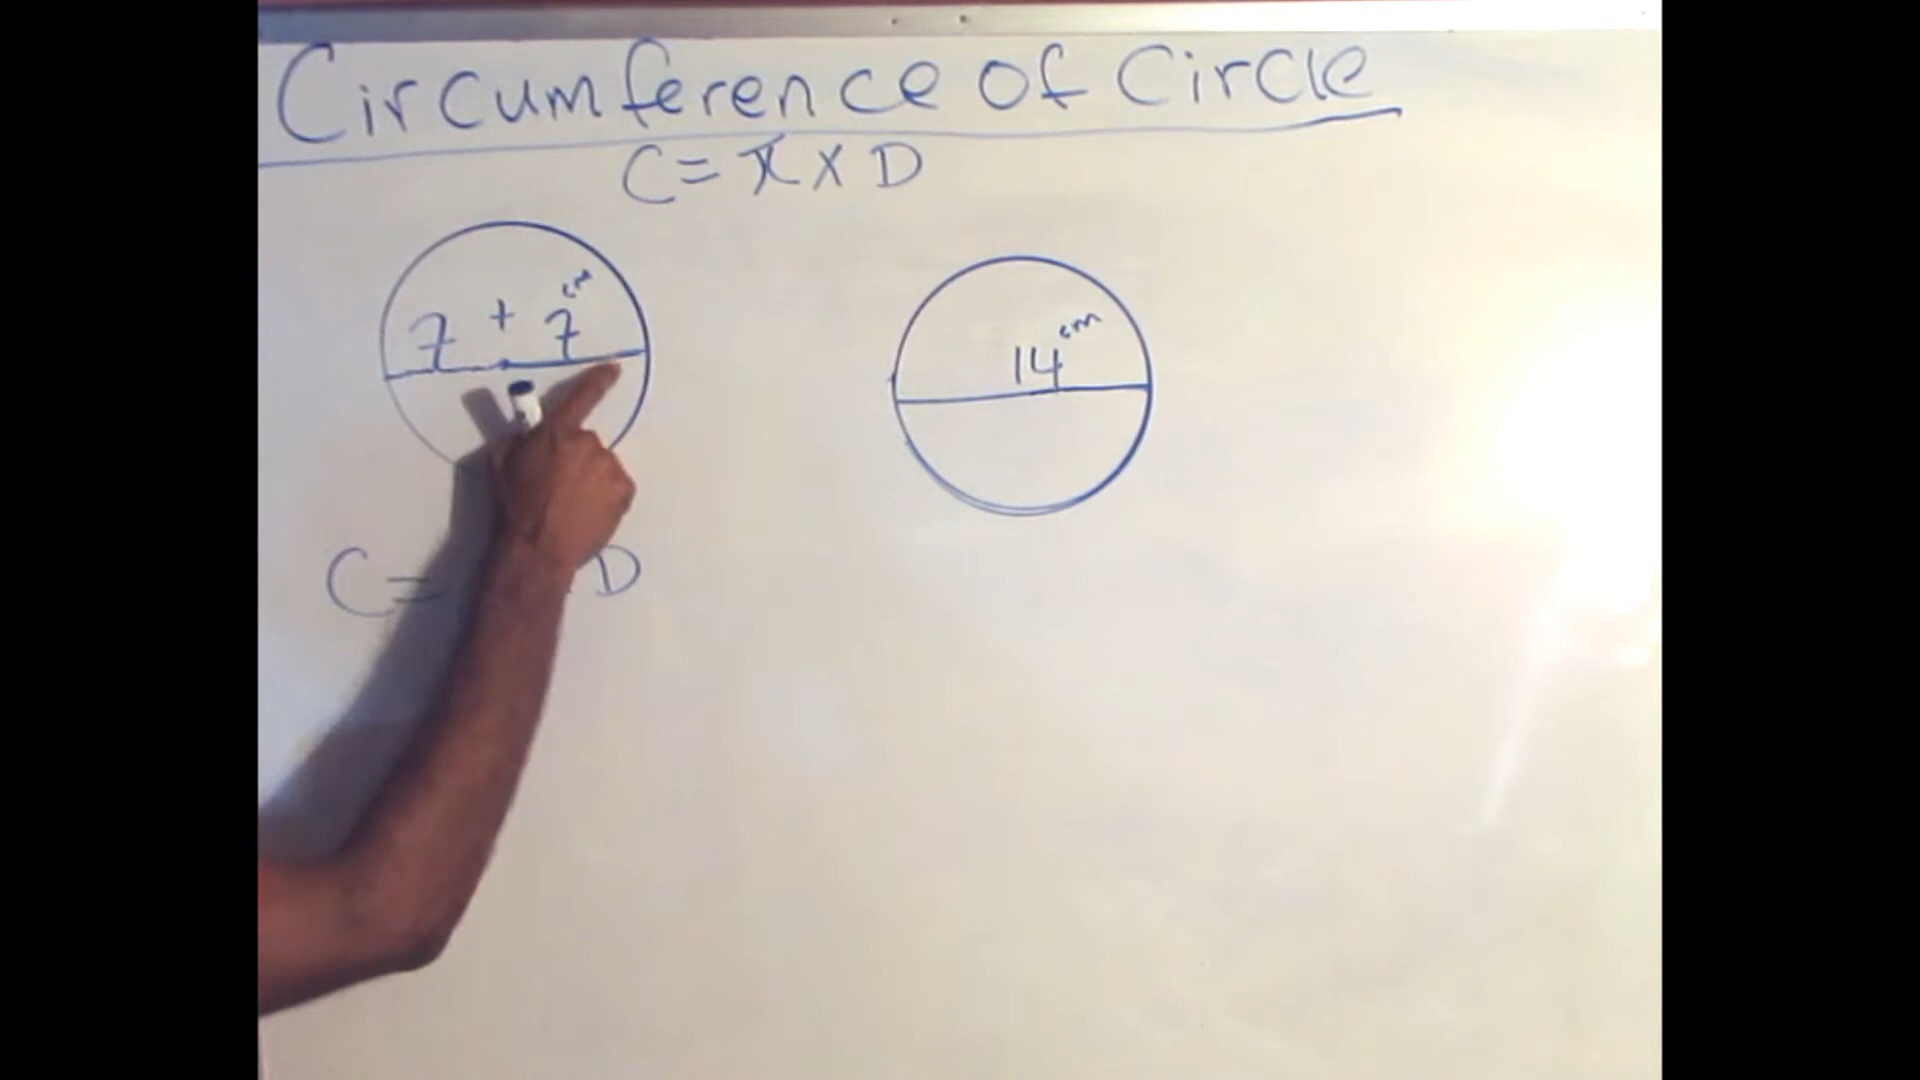 Circumference of Circle
C = π x D
7 + 7 cm
14 cm
C = D